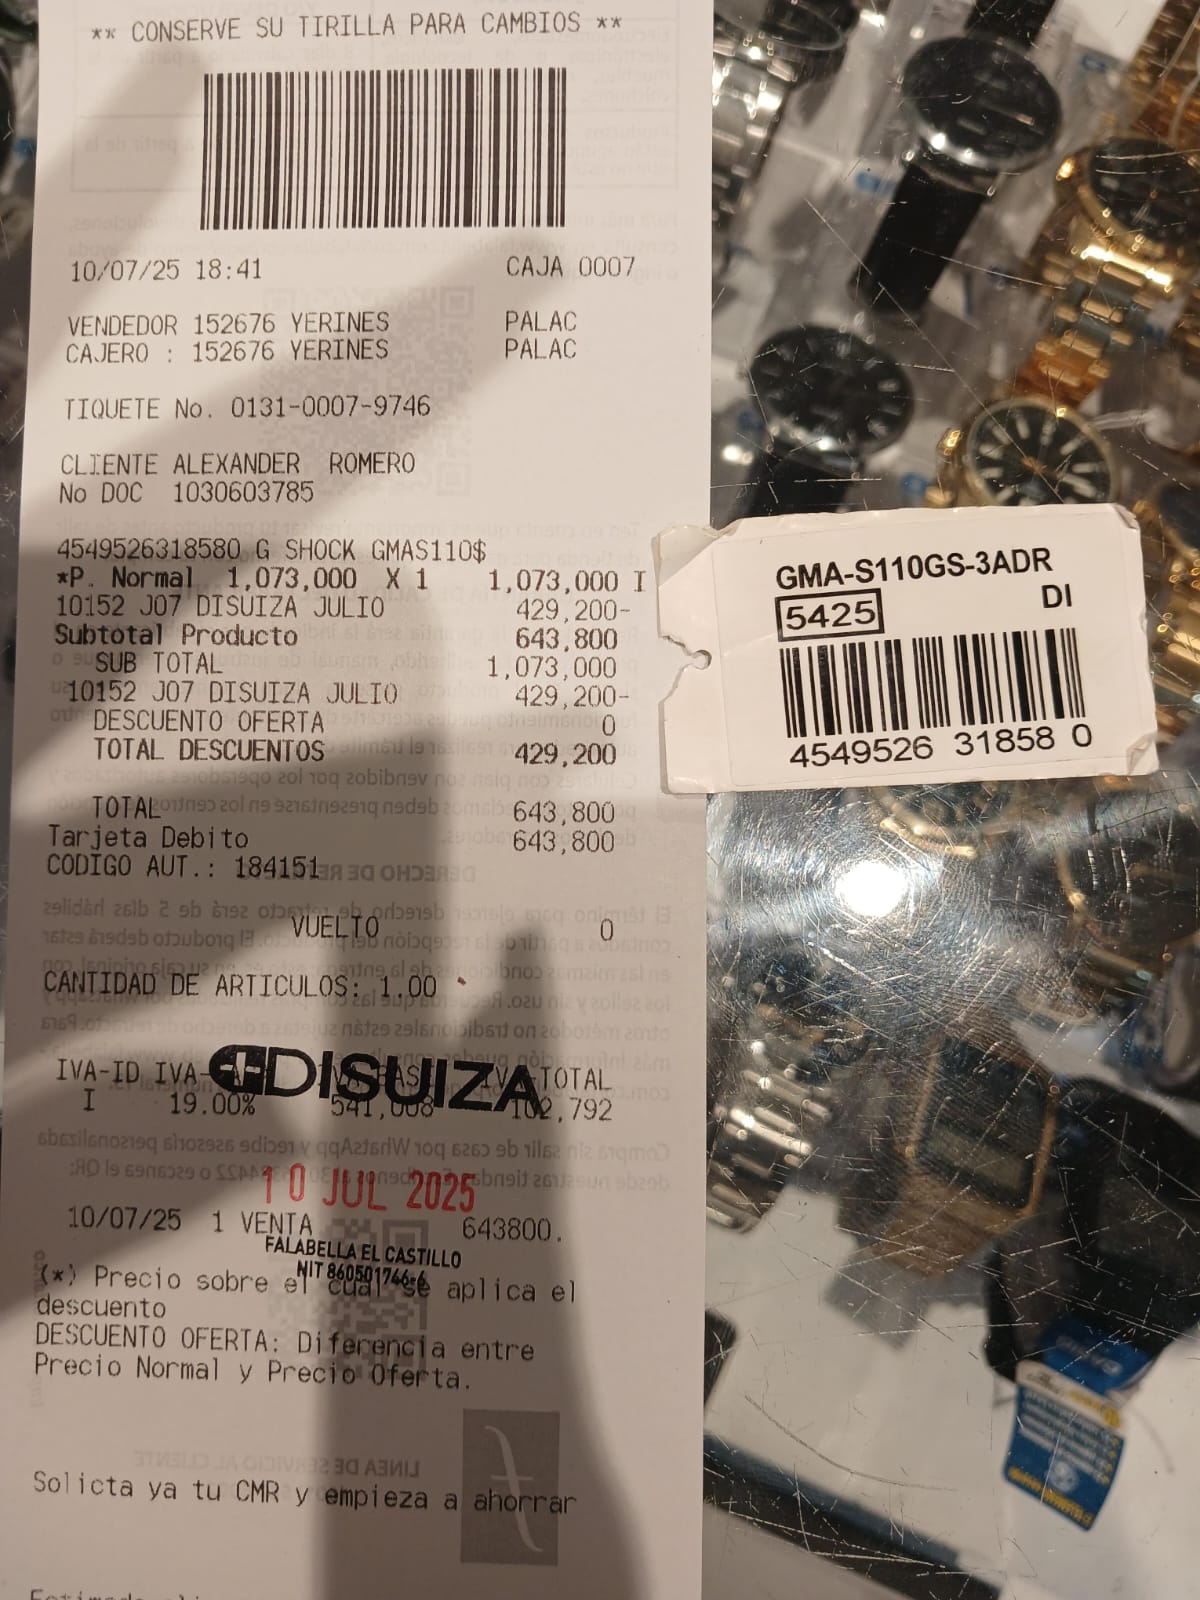 ** CONSERVE SU TIRILLA PARA CAMBIOS **
10/07/25 18:41 CAJA 0007
VENDEDOR 152676 YERINES PALAC
CAJERO : 152676 YERINES PALAC
TIQUETE No. 0131-0007-9746
CLIENTE ALEXANDER ROMERO
No DOC 1030603785
4549526318580 G SHOCK GMAS110$
*P. Normal 1,073,000 X 1 1,073,000 I
10152 J07 DISUIZA JULIO 429,200-
Subtotal Producto 643,800
SUB TOTAL 1,073,000
10152 J07 DISUIZA JULIO 429,200-
DESCUENTO OFERTA 0
TOTAL DESCUENTOS 429,200
TOTAL 643,800
Tarjeta Debito 643,800
CODIGO AUT.: 184151
VUELTO 0
CANTIDAD DE ARTICULOS: 1.00
IVA-ID IVA- TOTAL
DISUIZA
I 19.00% 541,008 102,792
10 JUL 2025
10/07/25 1 VENTA 643800.
FALABELLA EL CASTILLO
NIT 860501746-6
(*) Precio sobre el cual se aplica el
descuento
DESCUENTO OFERTA: Diferencia entre
Precio Normal y Precio Oferta.
Solicta ya tu CMR y empieza a ahorrar
GMA-S110GS-3ADR
5425 DI
4549526 31858 0